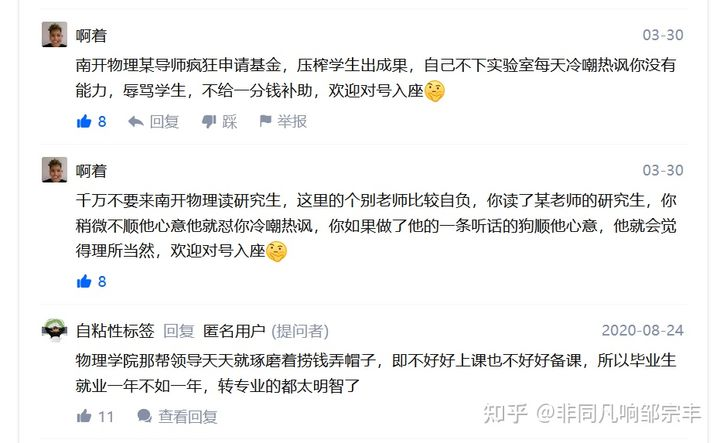 啊着 03-30
南开物理某导师疯狂申请基金，压榨学生出成果，自己不下实验室每天冷嘲热讽你没有
能力，辱骂学生，不给一分钱补助，欢迎对号入座🤔
8 回复 踩 举报
啊着 03-30
千万不要来南开物理读研究生，这里的个别老师比较自负，你读了某老师的研究生，你
稍微不顺他心意他就怼你冷嘲热讽，你如果做了他的一条听话的狗顺他心意，他就会觉
得理所当然，欢迎对号入座🤔
8
自粘性标签 回复 匿名用户 (提问者) 2020-08-24
物理学院那帮领导天天就琢磨着捞钱弄帽子，即不好好上课也不好好备课，所以毕业生
就业一年不如一年，转专业的都太明智了
11 查看回复
知乎 @非同凡响邹宗丰